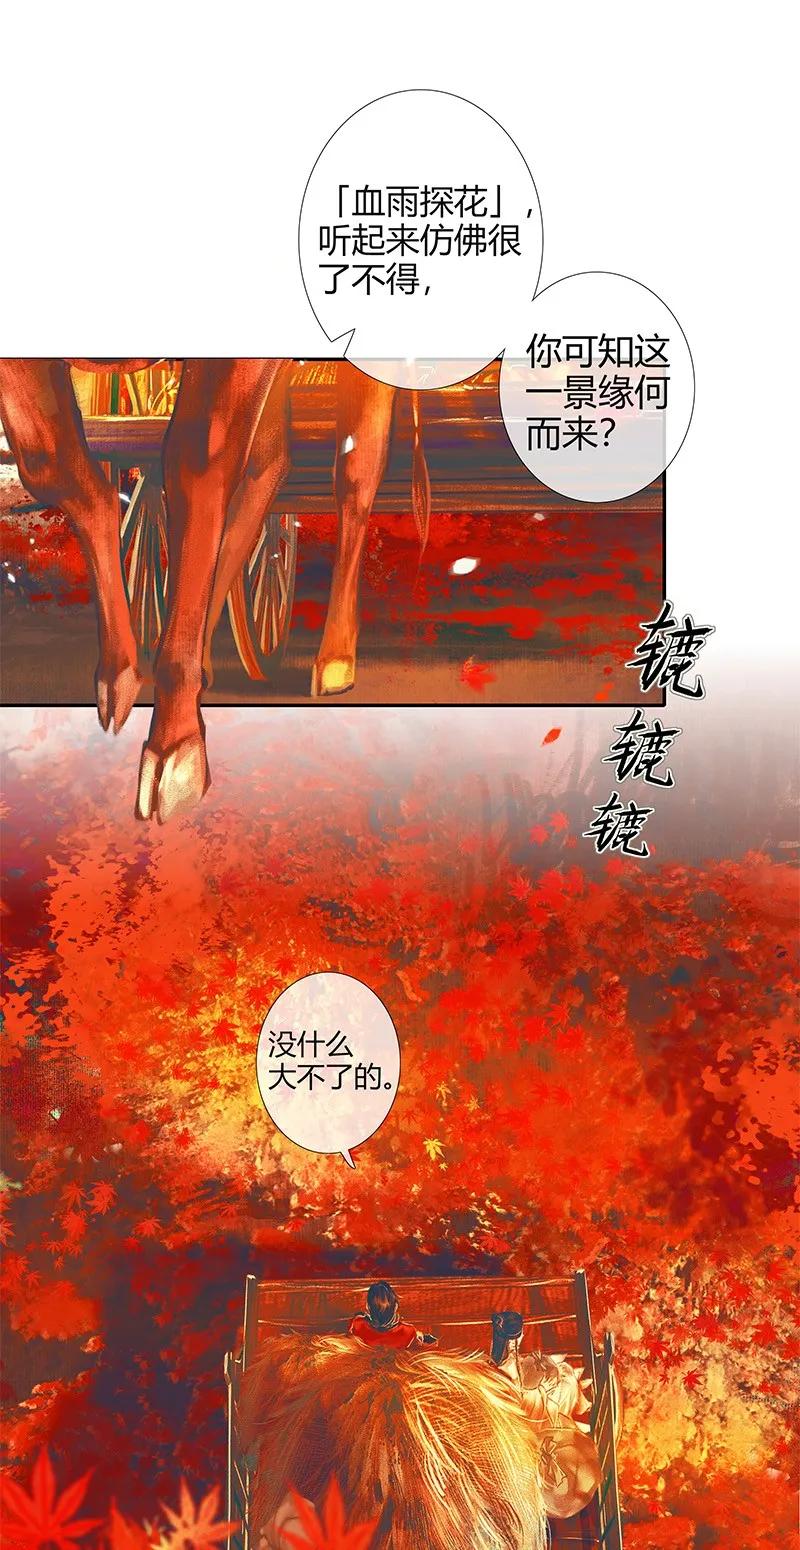 「血雨探花」,
听起来仿佛很
了不得,
你可知这
一景缘何
而来?
辘
辘
辘
没什么
大不了的。